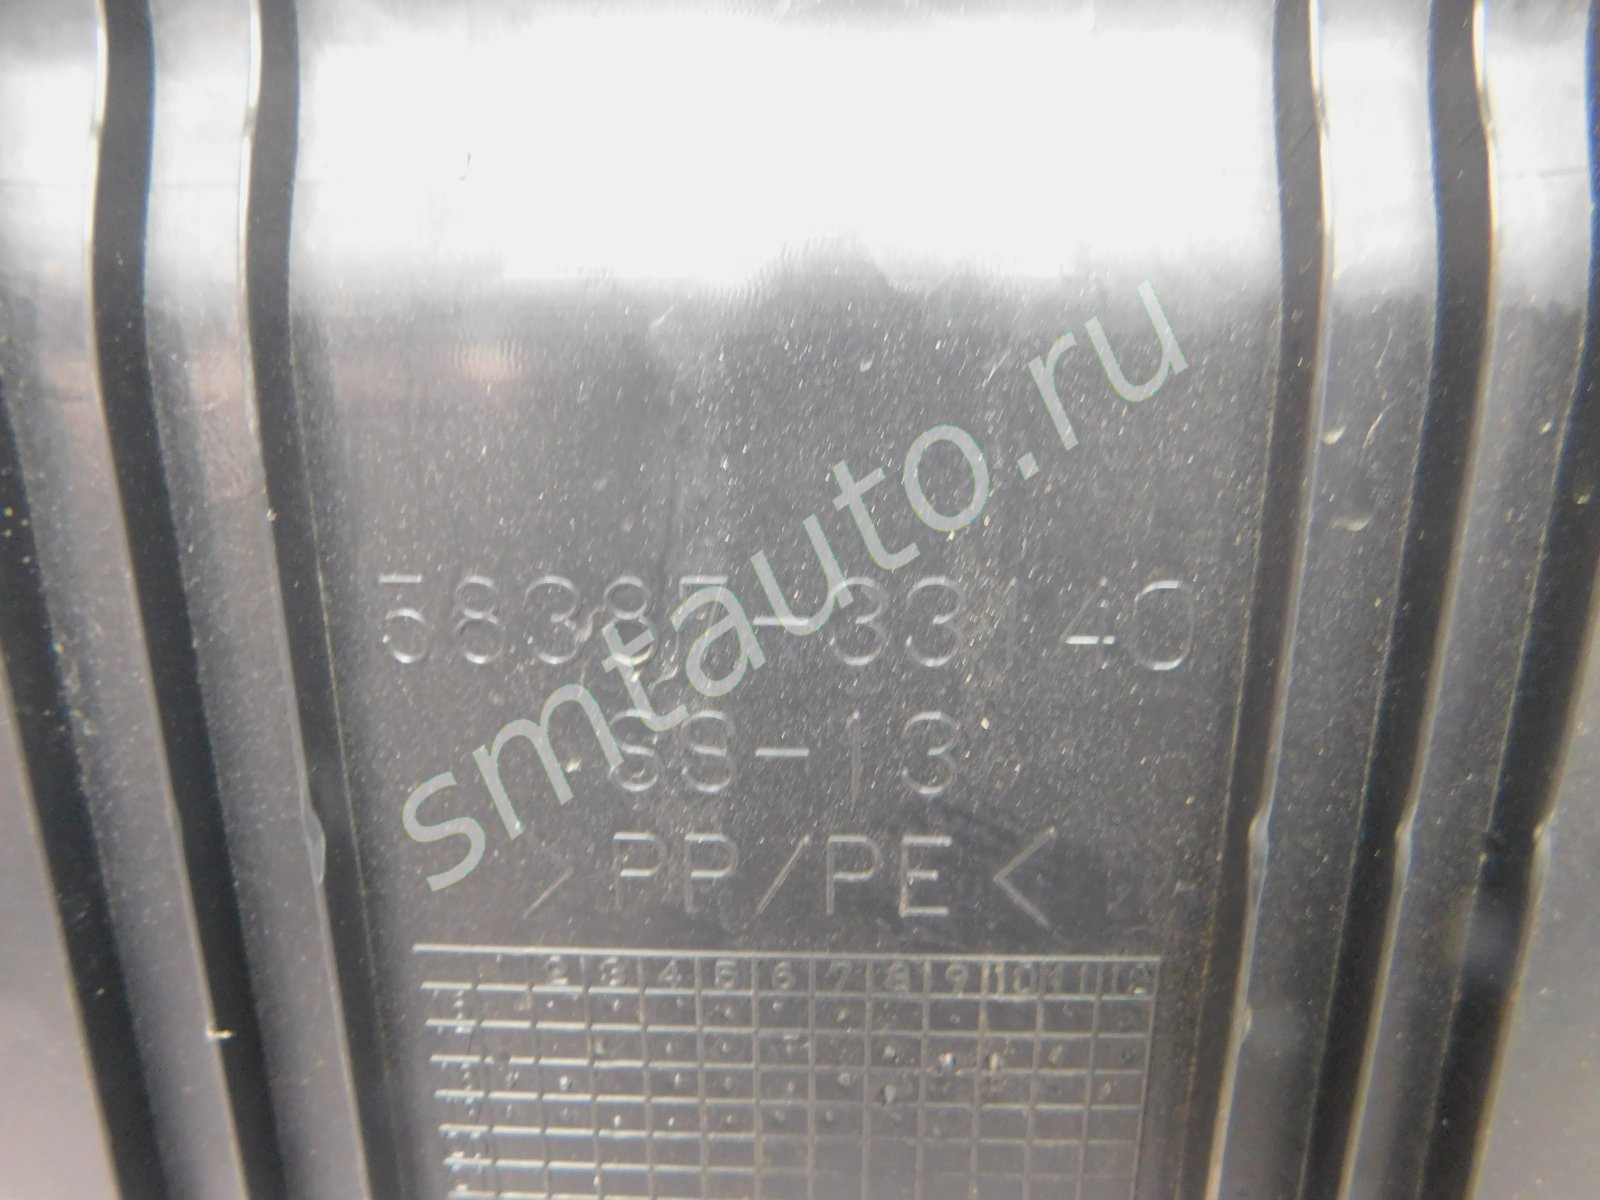 58387-33140
SS-13
>PP/PE<
1 2 3 4 5 6 7 8 9 10 11 12
smtauto.ru